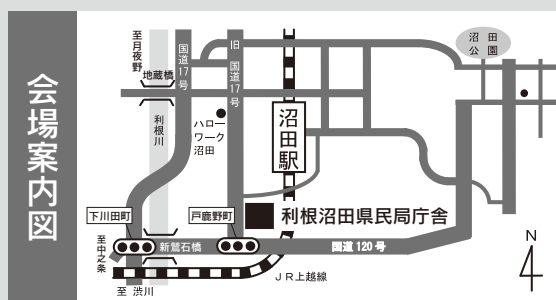 会場案内図
至月夜野
地蔵橋
国道17号
旧国道17号
沼田
公園
利根川
ハロー
ワーク
沼田
沼田駅
下川田町
戸鹿野町
利根沼田県民局庁舎
至中之条
新鷺石橋
国道120号
JR上越線
至 渋川
N